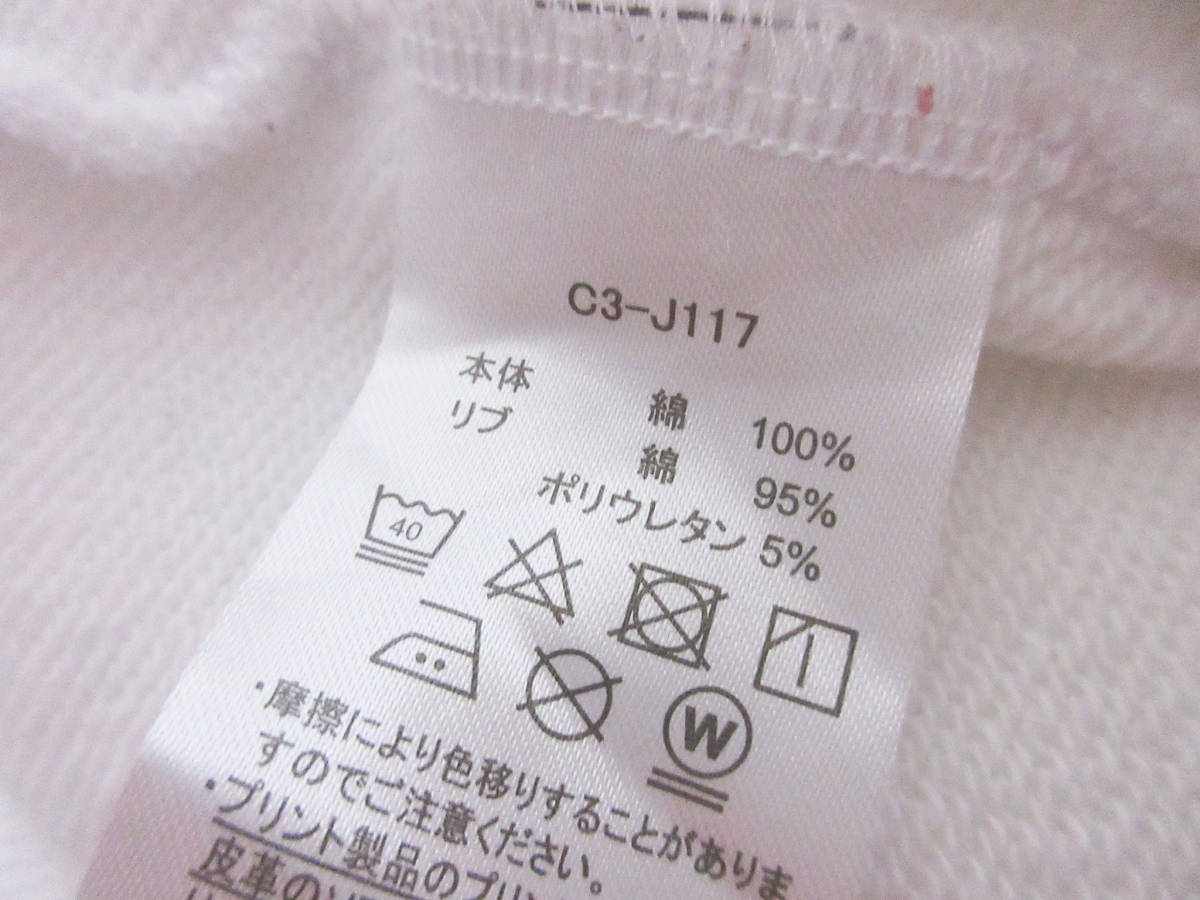 C3-J117
本体 綿 100%
リブ 綿 95%
ポリウレタン 5%
40
W
・摩擦により色移りすることがありま
すのでご注意ください。
・プリント製品のプリン
皮革の